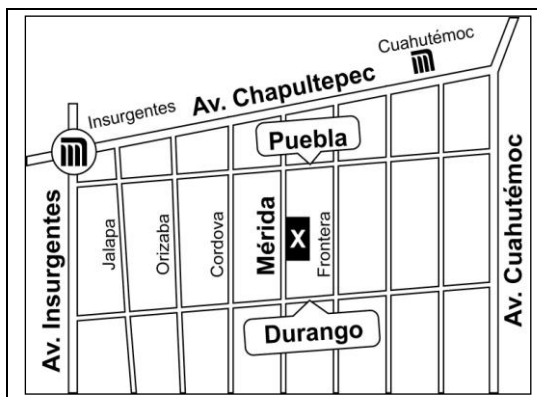 Cuahutémoc
Insurgentes
Av. Chapultepec
Puebla
Av. Insurgentes
Jalapa
Orizaba
Cordova
Mérida
X
Frontera
Av. Cuahutémoc
Durango